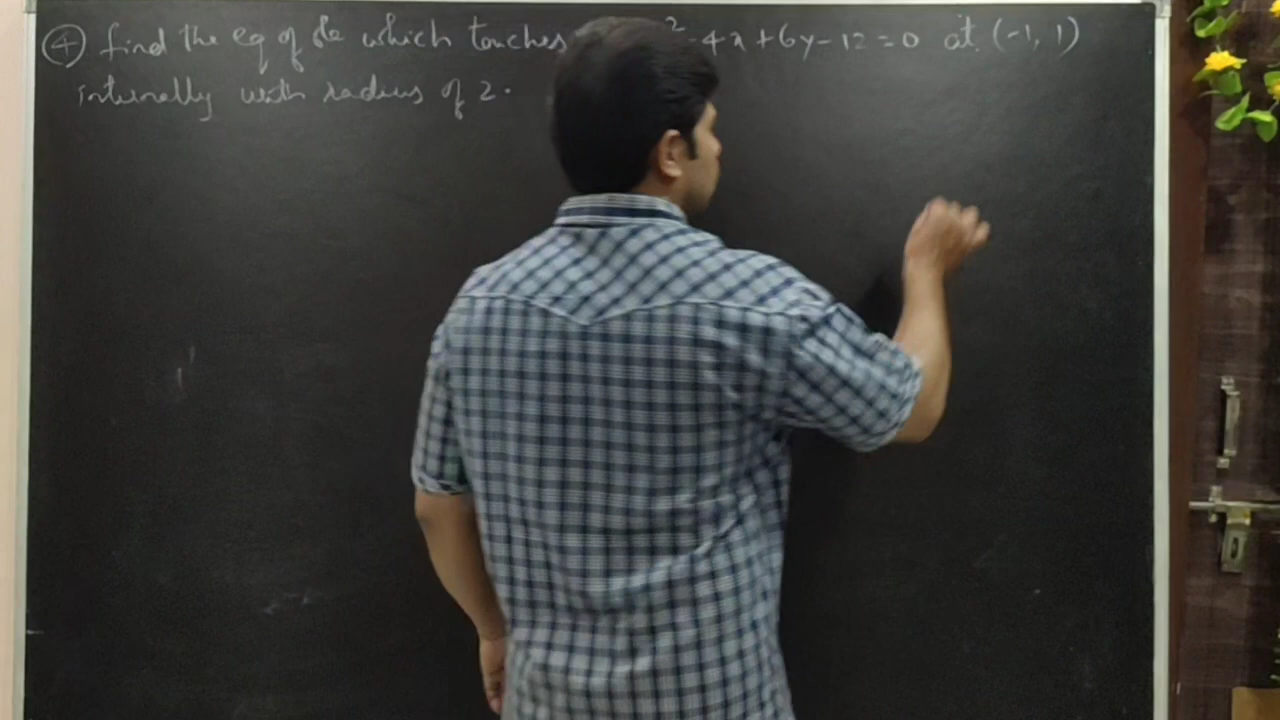 ④ find the eq of ⊙le which touches ² -4x+6y-12=0 at. (-1, 1)
internally with radius of 2.